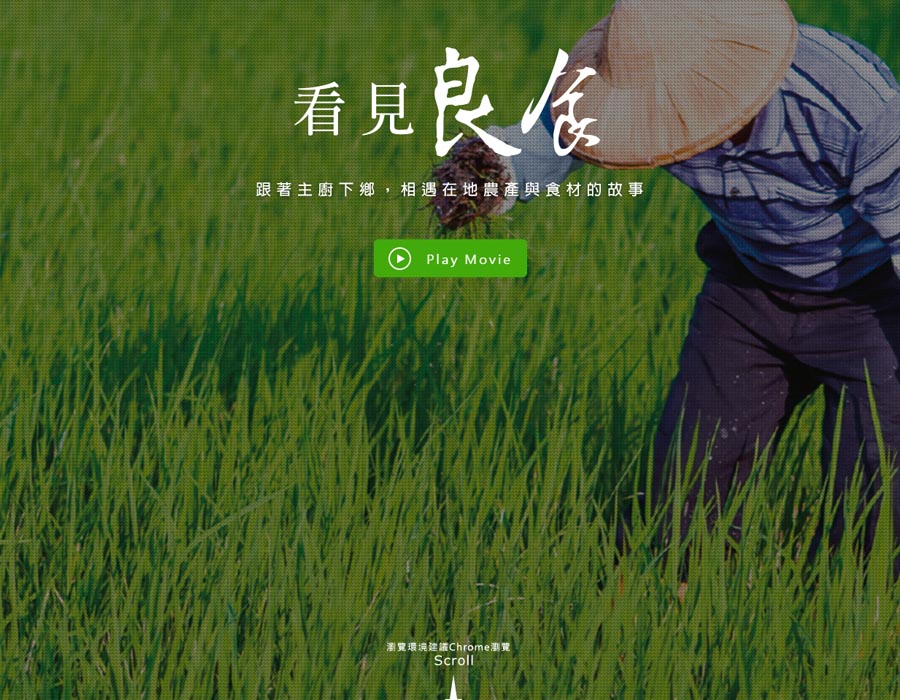 看見良食
跟著主廚下鄉，相遇在地農產與食材的故事
Play Movie
瀏覽環境建議Chrome瀏覽
Scroll